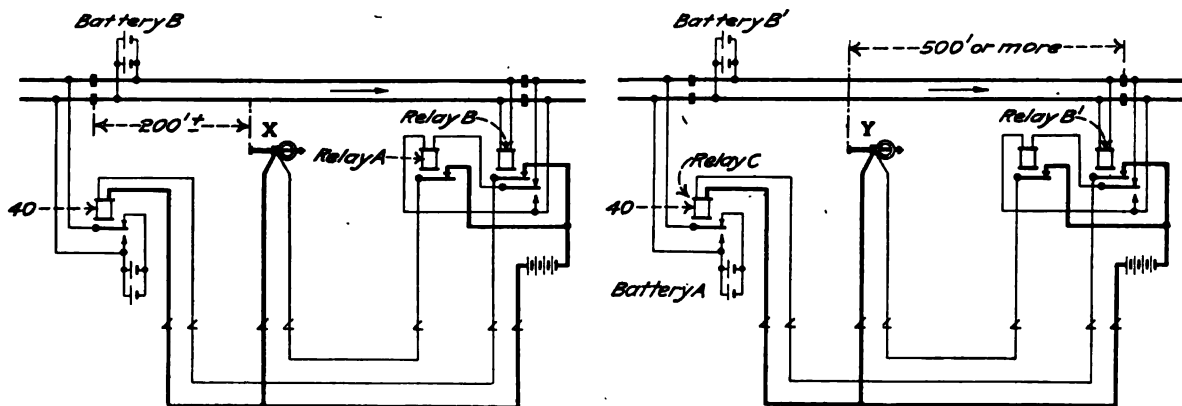 Battery B
Battery B'
500' or more
200' ±
X
Relay B
Relay A
40
Y
Relay B'
Relay C
40
Battery A